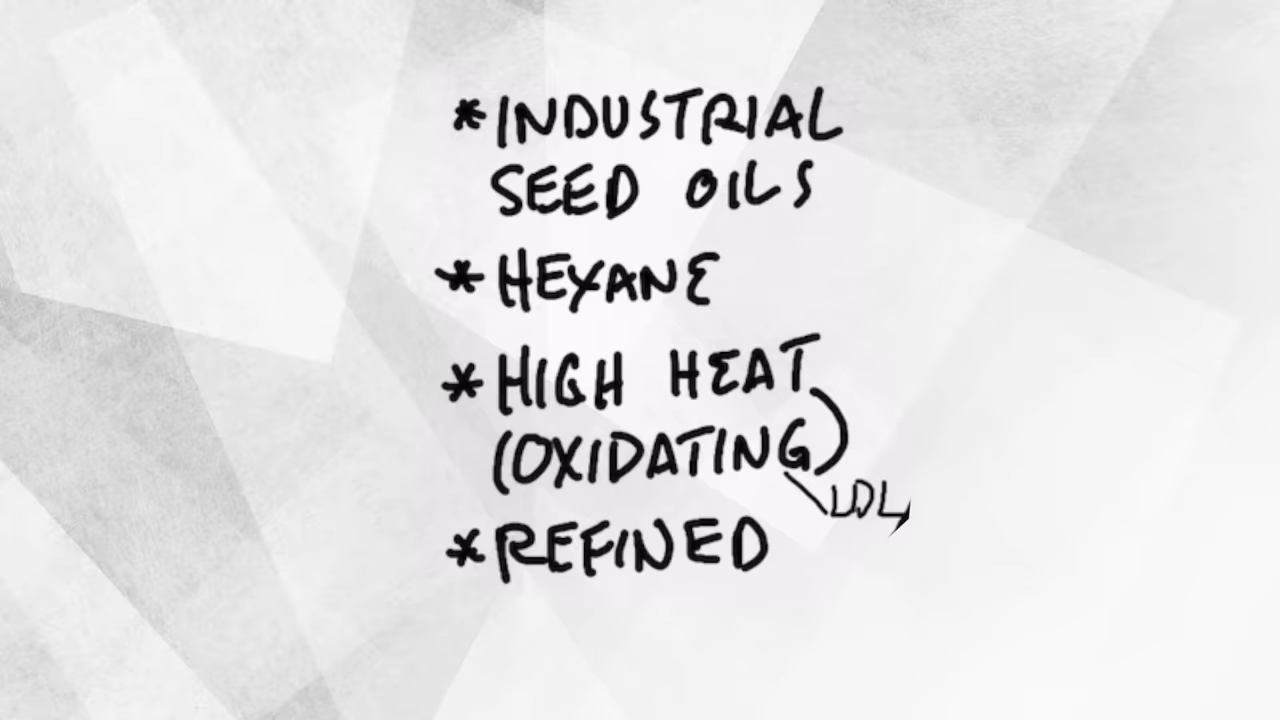 *INDUSTRIAL
SEED OILS
*HEXANE
*HIGH HEAT
(OXIDATING)
LDL
*REFINED